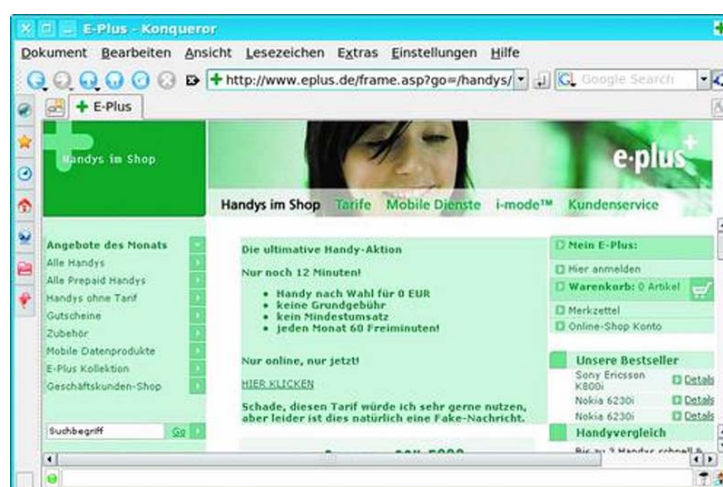 E-Plus - Konqueror
Dokument Bearbeiten Ansicht Lesezeichen Extras Einstellungen Hilfe
http://www.eplus.de/frame.asp?go=/handys/
Google Search
E-Plus
Handys im Shop
e-plus
Handys im Shop Tarife Mobile Dienste i-mode™ Kundenservice
Angebote des Monats
Alle Handys
Alle Prepaid Handys
Handys ohne Tarif
Gutscheine
Zubehör
Mobile Datenprodukte
E-Plus Kollektion
Geschäftskunden-Shop
Suchbegriff Go
Die ultimative Handy-Aktion
Nur noch 12 Minuten!
• Handy nach Wahl für 0 EUR
• keine Grundgebühr
• kein Mindestumsatz
• jeden Monat 60 Freiminuten!
Nur online, nur jetzt!
HIER KLICKEN
Schade, diesen Tarif würde ich sehr gerne nutzen,
aber leider ist dies natürlich eine Fake-Nachricht.
Mein E-Plus:
Hier anmelden
Warenkorb: 0 Artikel
Merkzettel
Online-Shop Konto
Unsere Bestseller
Sony Ericsson
K800i Details
Nokia 6230i Details
Nokia 6230i Details
Handyvergleich
Bis zu 3 Handys schnell &